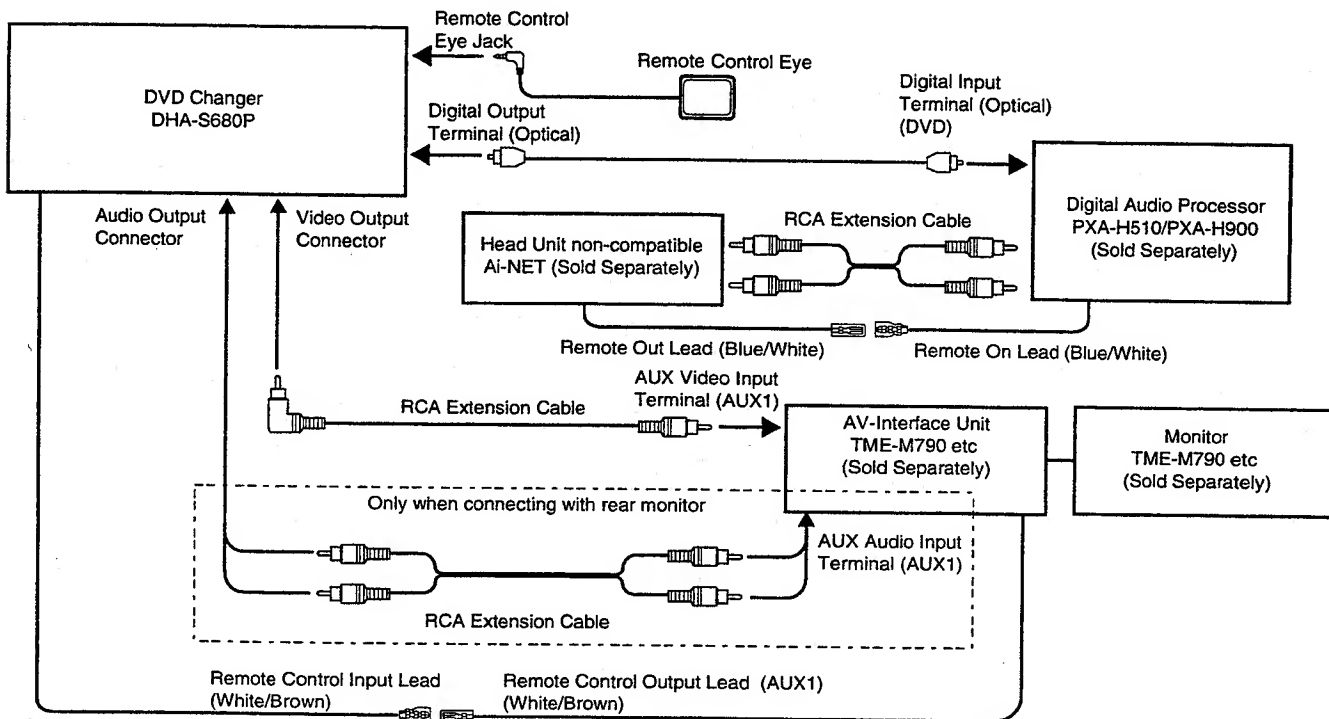 Remote Control
Eye Jack
Remote Control Eye
DVD Changer
DHA-S680P
Digital Output
Terminal (Optical)
Digital Input
Terminal (Optical)
(DVD)
Audio Output
Connector
Video Output
Connector
Head Unit non-compatible
Ai-NET (Sold Separately)
RCA Extension Cable
Digital Audio Processor
PXA-H510/PXA-H900
(Sold Separately)
Remote Out Lead (Blue/White)
Remote On Lead (Blue/White)
RCA Extension Cable
AUX Video Input
Terminal (AUX1)
AV-Interface Unit
TME-M790 etc
(Sold Separately)
Monitor
TME-M790 etc
(Sold Separately)
Only when connecting with rear monitor
AUX Audio Input
Terminal (AUX1)
RCA Extension Cable
Remote Control Input Lead
(White/Brown)
Remote Control Output Lead (AUX1)
(White/Brown)